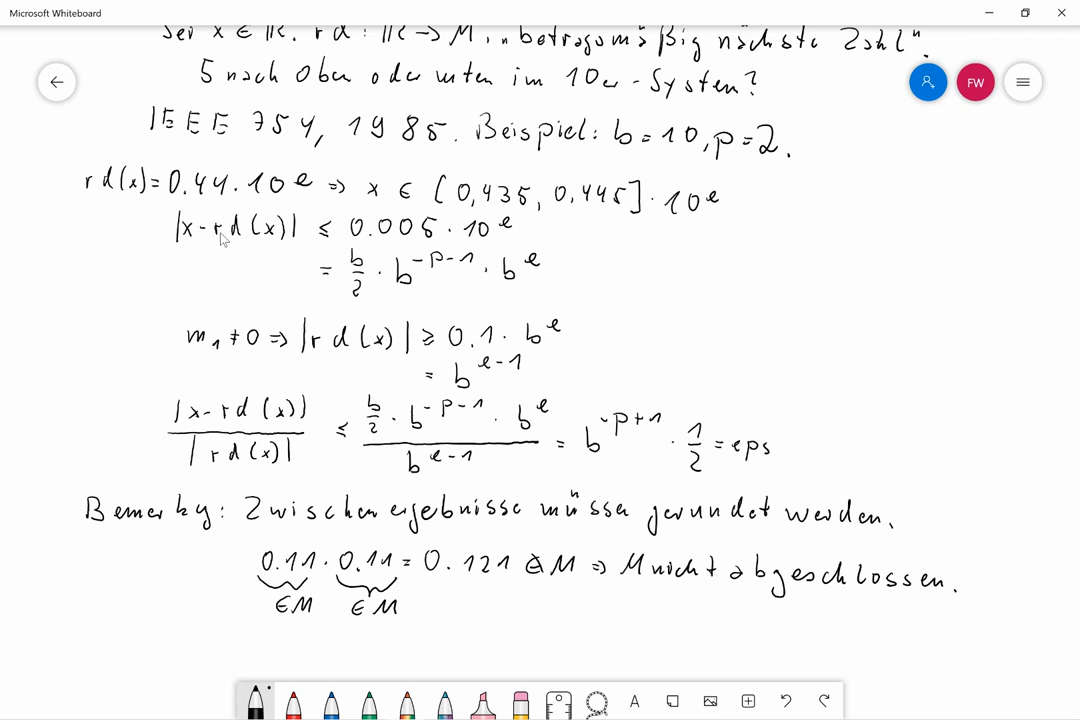 Microsoft Whiteboard
Sei x ∈ ℝ. rd: ℝ → M, "betragsmäßig nächste Zahl".
5 nach Oben oder unten im 10er-System?
FW
IEEE 754, 1985. Beispiel: b=10, p=2.
rd(x)=0.44·10^e => x ∈ [0,435, 0,445]·10^e
|x-rd(x)| ≤ 0.005·10^e
= b/2 · b^(-p-1) · b^e
m_1 ≠ 0 => |rd(x)| ≥ 0.1·b^e
= b^(e-1)
|x-rd(x)| / |rd(x)| ≤ (b/2 · b^(-p-1) · b^e) / b^(e-1) = b^(-p+1) · 1/2 = eps
Bemerkg: Zwischenergebnisse müssen gerundet werden.
0.11 · 0.11 = 0.121 ∉ M => M nicht abgeschlossen.
∈M ∈M
A